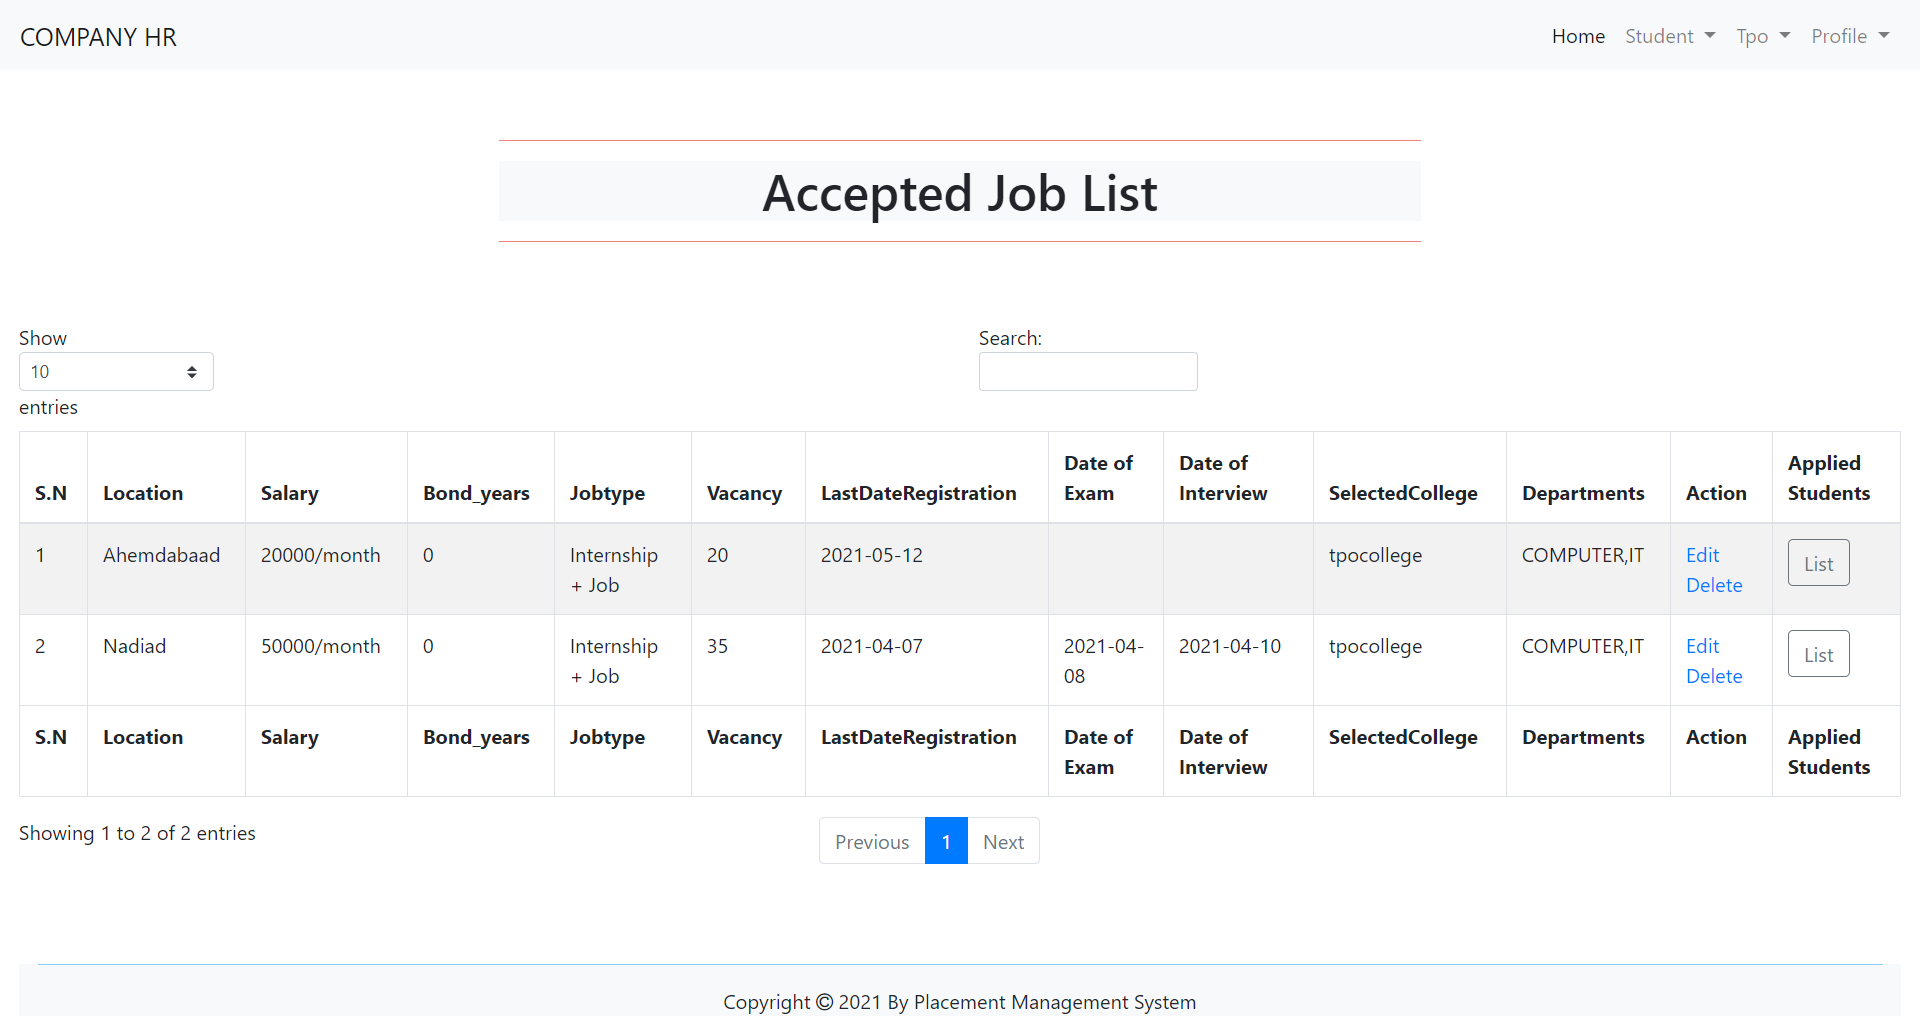 COMPANY HR
Home Student Tpo Profile
Accepted Job List
Show
10
entries
Search:
S.N Location Salary Bond_years Jobtype Vacancy LastDateRegistration Date of Exam Date of Interview SelectedCollege Departments Action Applied Students
1 Ahemdabaad 20000/month 0 Internship + Job 20 2021-05-12 tpocollege COMPUTER,IT Edit Delete List
2 Nadiad 50000/month 0 Internship + Job 35 2021-04-07 2021-04-08 2021-04-10 tpocollege COMPUTER,IT Edit Delete List
S.N Location Salary Bond_years Jobtype Vacancy LastDateRegistration Date of Exam Date of Interview SelectedCollege Departments Action Applied Students
Showing 1 to 2 of 2 entries
Previous 1 Next
Copyright © 2021 By Placement Management System